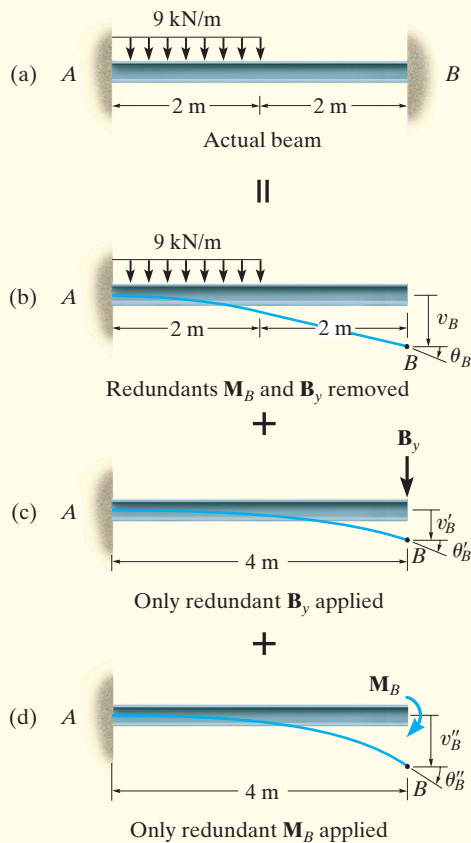 9 kN/m
(a) A B
2 m 2 m
Actual beam
=
9 kN/m
(b) A
v_B
2 m 2 m
θ_B
B
Redundants M_B and B_y removed
+
B_y
(c) A
v′_B
θ′_B
B
4 m
Only redundant B_y applied
+
M_B
(d) A
v″_B
θ″_B
B
4 m
Only redundant M_B applied